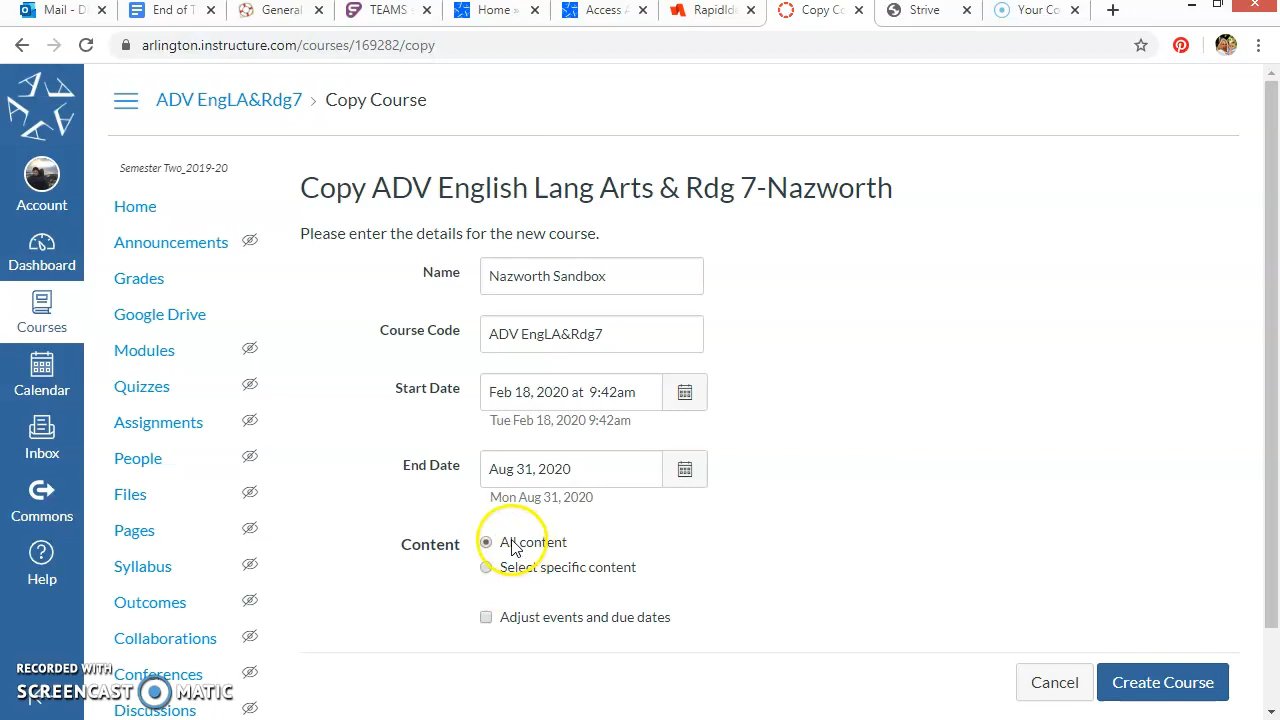 Mail - D
End of T
General
TEAMS -
Home »
Access A
RapidIde
Copy Co
Strive
Your Co
arlington.instructure.com/courses/169282/copy
ADV EngLA&Rdg7 › Copy Course
Account
Dashboard
Courses
Calendar
Inbox
Commons
Help
Semester Two_2019-20
Home
Announcements
Grades
Google Drive
Modules
Quizzes
Assignments
People
Files
Pages
Syllabus
Outcomes
Collaborations
Conferences
Discussions
Copy ADV English Lang Arts & Rdg 7-Nazworth
Please enter the details for the new course.
Name Nazworth Sandbox
Course Code ADV EngLA&Rdg7
Start Date Feb 18, 2020 at 9:42am
Tue Feb 18, 2020 9:42am
End Date Aug 31, 2020
Mon Aug 31, 2020
Content All content
Select specific content
Adjust events and due dates
Cancel Create Course
RECORDED WITH
SCREENCAST MATIC